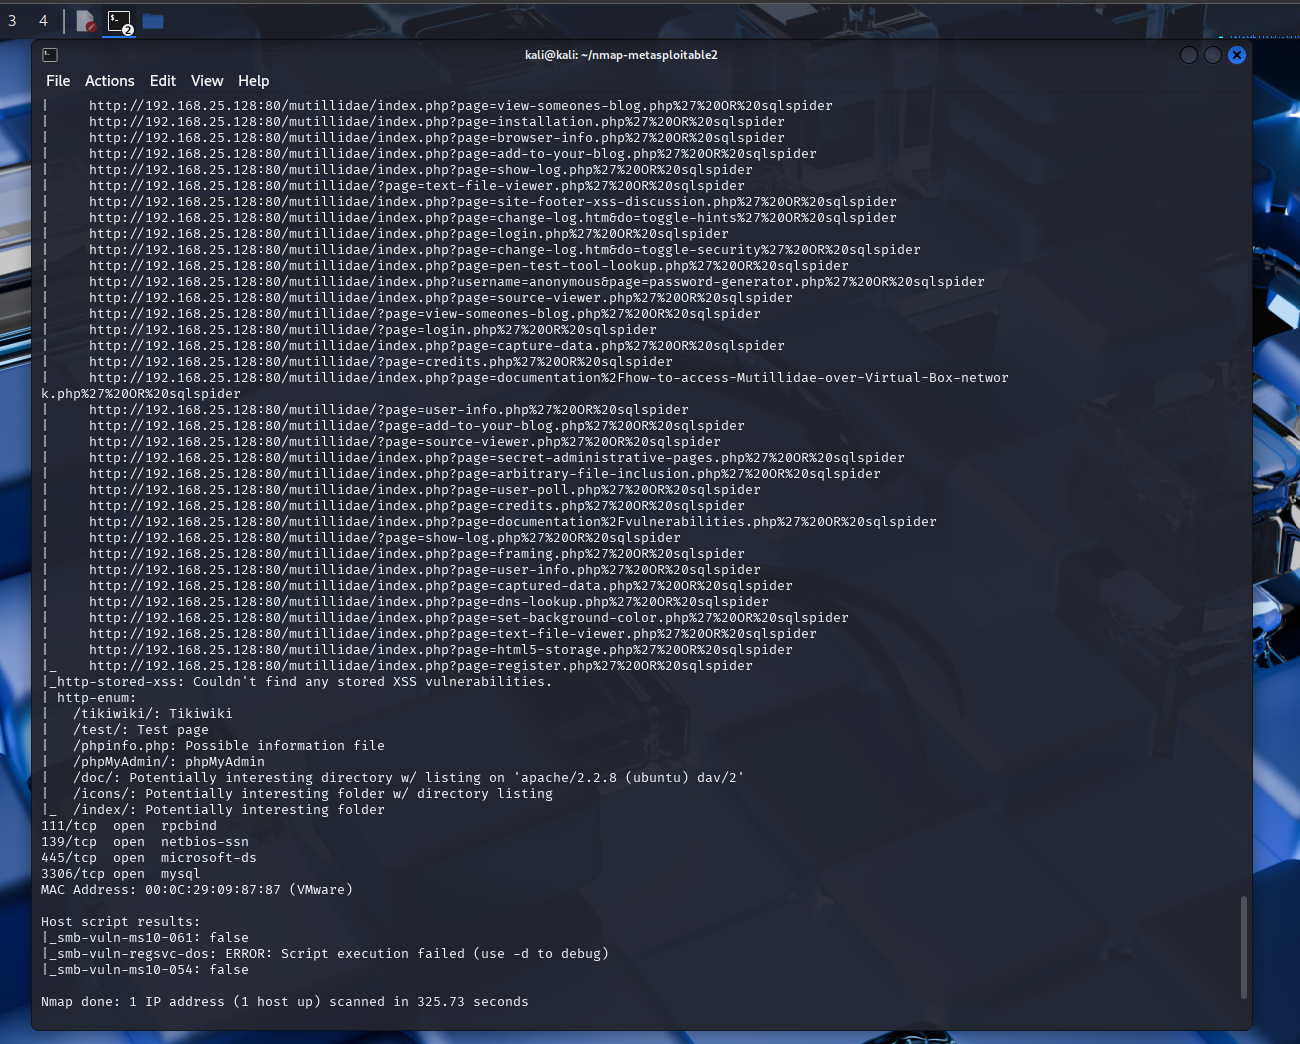 3 4 2
kali@kali: ~/nmap-metasploitable2
File Actions Edit View Help
|     http://192.168.25.128:80/mutillidae/index.php?page=view-someones-blog.php%27%20OR%20sqlspider
|     http://192.168.25.128:80/mutillidae/index.php?page=installation.php%27%20OR%20sqlspider
|     http://192.168.25.128:80/mutillidae/index.php?page=browser-info.php%27%20OR%20sqlspider
|     http://192.168.25.128:80/mutillidae/index.php?page=add-to-your-blog.php%27%20OR%20sqlspider
|     http://192.168.25.128:80/mutillidae/index.php?page=show-log.php%27%20OR%20sqlspider
|     http://192.168.25.128:80/mutillidae/?page=text-file-viewer.php%27%20OR%20sqlspider
|     http://192.168.25.128:80/mutillidae/index.php?page=site-footer-xss-discussion.php%27%20OR%20sqlspider
|     http://192.168.25.128:80/mutillidae/index.php?page=change-log.htm&do=toggle-hints%27%20OR%20sqlspider
|     http://192.168.25.128:80/mutillidae/index.php?page=login.php%27%20OR%20sqlspider
|     http://192.168.25.128:80/mutillidae/index.php?page=change-log.htm&do=toggle-security%27%20OR%20sqlspider
|     http://192.168.25.128:80/mutillidae/index.php?page=pen-test-tool-lookup.php%27%20OR%20sqlspider
|     http://192.168.25.128:80/mutillidae/index.php?username=anonymous&page=password-generator.php%27%20OR%20sqlspider
|     http://192.168.25.128:80/mutillidae/index.php?page=source-viewer.php%27%20OR%20sqlspider
|     http://192.168.25.128:80/mutillidae/?page=view-someones-blog.php%27%20OR%20sqlspider
|     http://192.168.25.128:80/mutillidae/?page=login.php%27%20OR%20sqlspider
|     http://192.168.25.128:80/mutillidae/index.php?page=capture-data.php%27%20OR%20sqlspider
|     http://192.168.25.128:80/mutillidae/?page=credits.php%27%20OR%20sqlspider
|     http://192.168.25.128:80/mutillidae/index.php?page=documentation%2Fhow-to-access-Mutillidae-over-Virtual-Box-networ
k.php%27%20OR%20sqlspider
|     http://192.168.25.128:80/mutillidae/?page=user-info.php%27%20OR%20sqlspider
|     http://192.168.25.128:80/mutillidae/?page=add-to-your-blog.php%27%20OR%20sqlspider
|     http://192.168.25.128:80/mutillidae/?page=source-viewer.php%27%20OR%20sqlspider
|     http://192.168.25.128:80/mutillidae/index.php?page=secret-administrative-pages.php%27%20OR%20sqlspider
|     http://192.168.25.128:80/mutillidae/index.php?page=arbitrary-file-inclusion.php%27%20OR%20sqlspider
|     http://192.168.25.128:80/mutillidae/index.php?page=user-poll.php%27%20OR%20sqlspider
|     http://192.168.25.128:80/mutillidae/index.php?page=credits.php%27%20OR%20sqlspider
|     http://192.168.25.128:80/mutillidae/index.php?page=documentation%2Fvulnerabilities.php%27%20OR%20sqlspider
|     http://192.168.25.128:80/mutillidae/?page=show-log.php%27%20OR%20sqlspider
|     http://192.168.25.128:80/mutillidae/index.php?page=framing.php%27%20OR%20sqlspider
|     http://192.168.25.128:80/mutillidae/index.php?page=user-info.php%27%20OR%20sqlspider
|     http://192.168.25.128:80/mutillidae/index.php?page=captured-data.php%27%20OR%20sqlspider
|     http://192.168.25.128:80/mutillidae/index.php?page=dns-lookup.php%27%20OR%20sqlspider
|     http://192.168.25.128:80/mutillidae/index.php?page=set-background-color.php%27%20OR%20sqlspider
|     http://192.168.25.128:80/mutillidae/index.php?page=text-file-viewer.php%27%20OR%20sqlspider
|     http://192.168.25.128:80/mutillidae/index.php?page=html5-storage.php%27%20OR%20sqlspider
|_    http://192.168.25.128:80/mutillidae/index.php?page=register.php%27%20OR%20sqlspider
|_http-stored-xss: Couldn't find any stored XSS vulnerabilities.
| http-enum:
|   /tikiwiki/: Tikiwiki
|   /test/: Test page
|   /phpinfo.php: Possible information file
|   /phpMyAdmin/: phpMyAdmin
|   /doc/: Potentially interesting directory w/ listing on 'apache/2.2.8 (ubuntu) dav/2'
|   /icons/: Potentially interesting folder w/ directory listing
|_  /index/: Potentially interesting folder
111/tcp  open  rpcbind
139/tcp  open  netbios-ssn
445/tcp  open  microsoft-ds
3306/tcp open  mysql
MAC Address: 00:0C:29:09:87:87 (VMware)
Host script results:
|_smb-vuln-ms10-061: false
|_smb-vuln-regsvc-dos: ERROR: Script execution failed (use -d to debug)
|_smb-vuln-ms10-054: false
Nmap done: 1 IP address (1 host up) scanned in 325.73 seconds